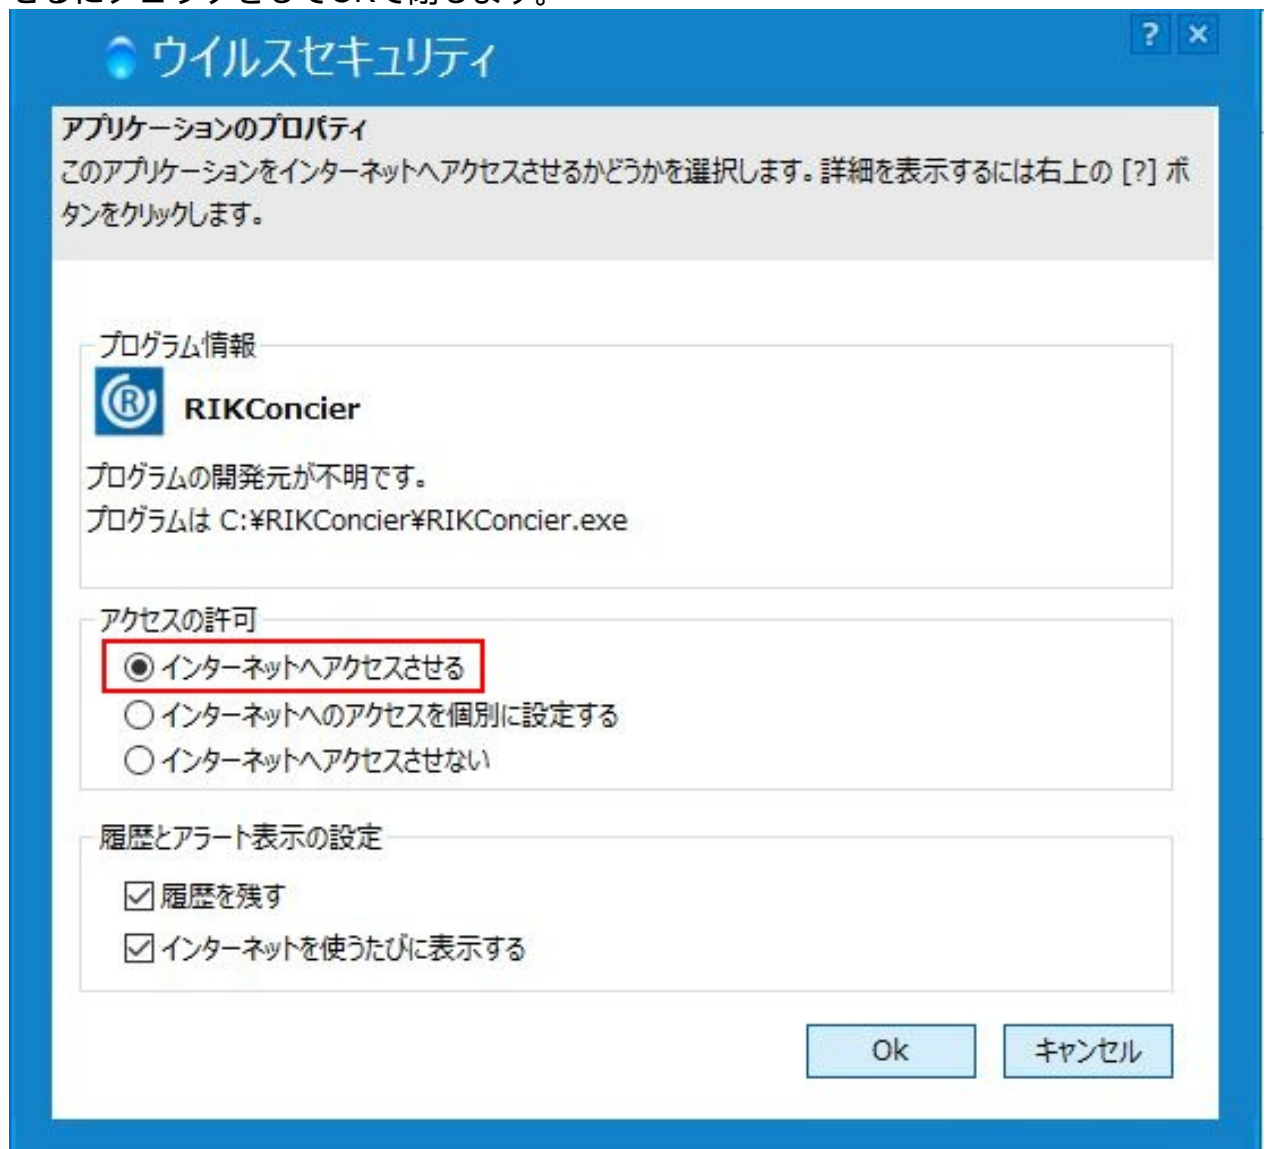 ウイルスセキュリティ
? ×
アプリケーションのプロパティ
このアプリケーションをインターネットへアクセスさせるかどうかを選択します。詳細を表示するには右上の [?] ボ
タンをクリックします。
プログラム情報
RIKConcier
プログラムの開発元が不明です。
プログラムは C:¥RIKConcier¥RIKConcier.exe
アクセスの許可
インターネットへアクセスさせる
インターネットへのアクセスを個別に設定する
インターネットへアクセスさせない
履歴とアラート表示の設定
履歴を残す
インターネットを使うたびに表示する
Ok
キャンセル